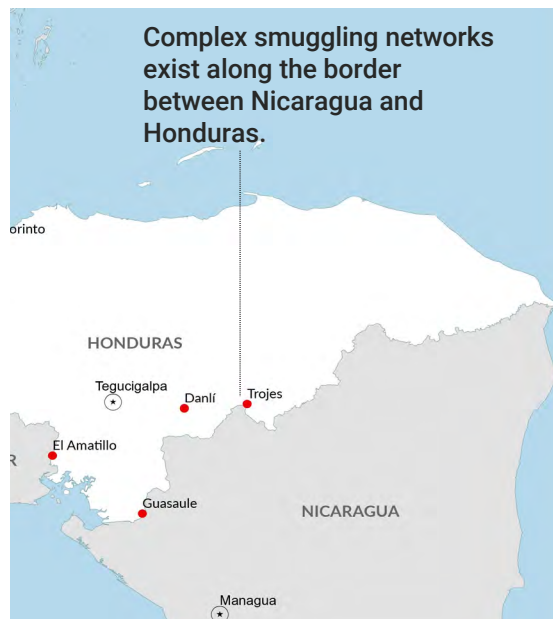 Complex smuggling networks
exist along the border
between Nicaragua and
Honduras.
orinto
HONDURAS
Tegucigalpa
Danlí
Trojes
El Amatillo
R
Guasaule
NICARAGUA
Managua